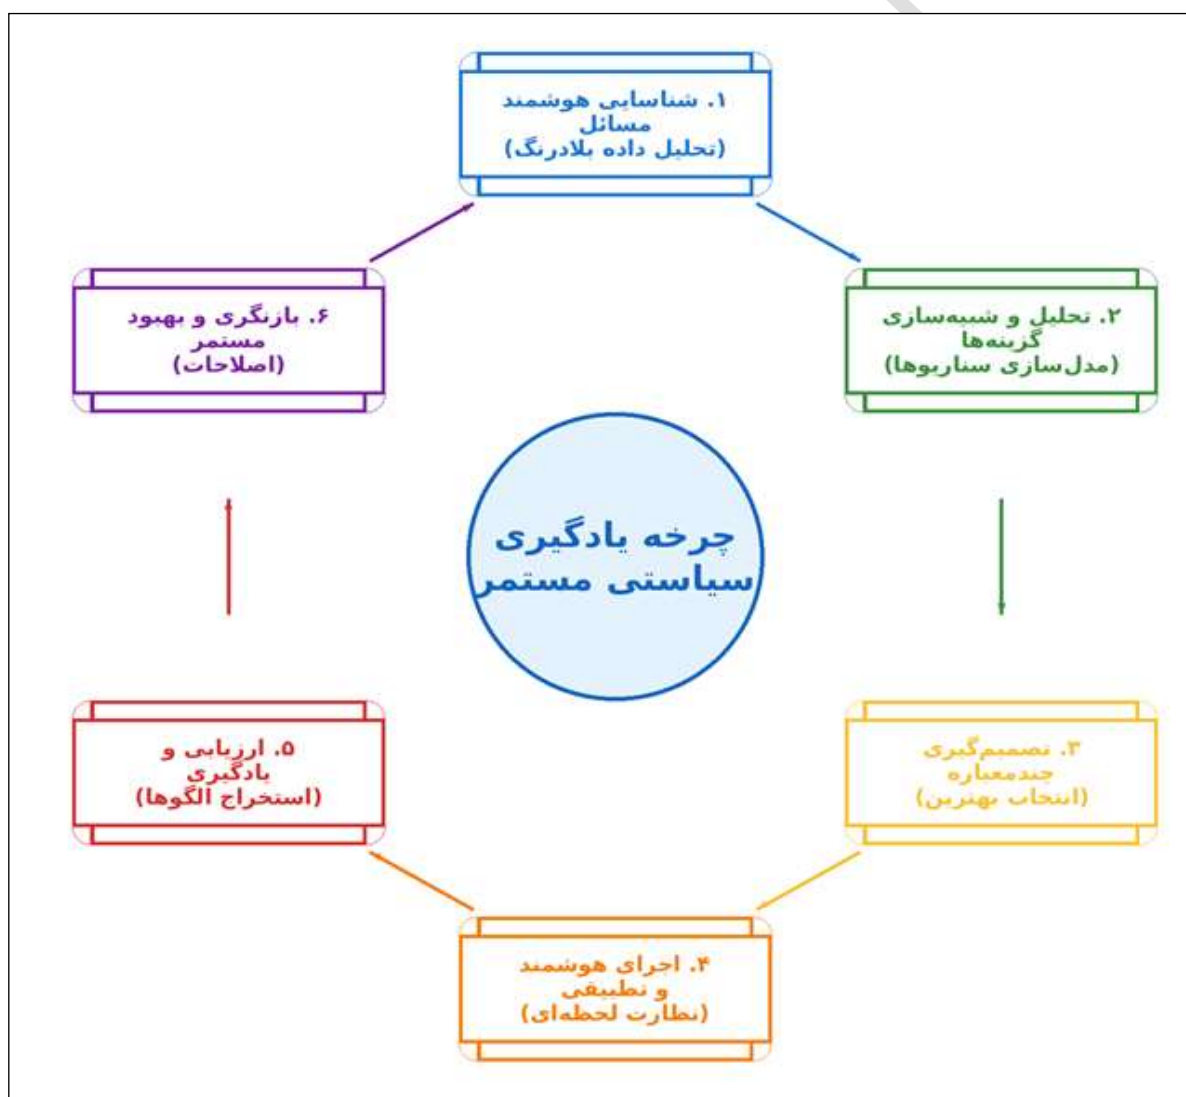 ۱. شناسایی هوشمند
مسائل
(تحلیل داده بلادرنگ)
۲. تحلیل و شبیه‌سازی
گزینه‌ها
(مدل‌سازی سناریوها)
۳. تصمیم‌گیری
چندمعیاره
(انتخاب بهترین)
۴. اجرای هوشمند
و تطبیقی
(نظارت لحظه‌ای)
۵. ارزیابی و
یادگیری
(استخراج الگوها)
۶. بازنگری و بهبود
مستمر
(اصلاحات)
چرخه یادگیری
سیاستی مستمر